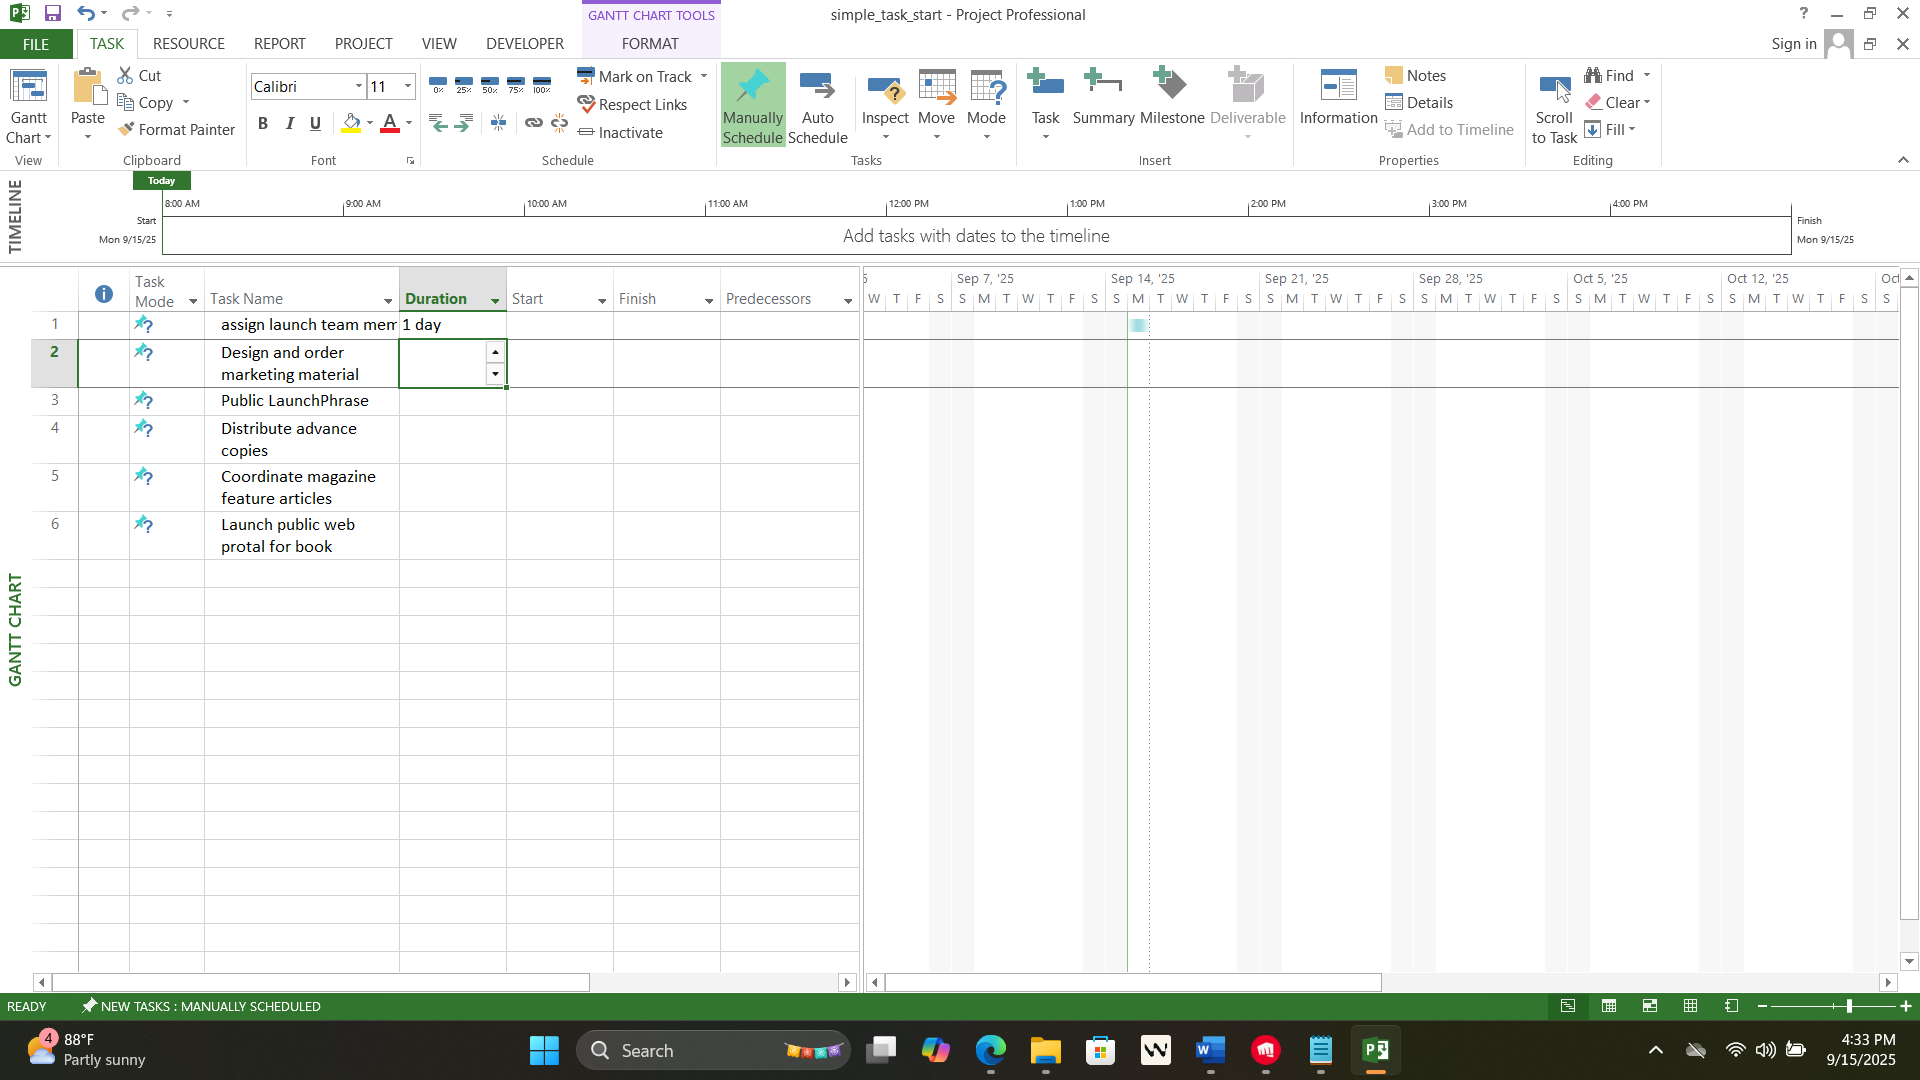 GANTT CHART TOOLS
simple_task_start - Project Professional
FILE
TASK
RESOURCE
REPORT
PROJECT
VIEW
DEVELOPER
FORMAT
Sign in
Gantt
Chart
View
Paste
Cut
Copy
Format Painter
Clipboard
Calibri
11
B I U
Font
0% 25% 50% 75% 100%
Mark on Track
Respect Links
Inactivate
Schedule
Manually
Schedule
Auto
Schedule
Inspect
Move
Mode
Tasks
Task
Summary
Milestone
Deliverable
Insert
Information
Notes
Details
Add to Timeline
Properties
Scroll
to Task
Find
Clear
Fill
Editing
TIMELINE
Today
8:00 AM
9:00 AM
10:00 AM
11:00 AM
12:00 PM
1:00 PM
2:00 PM
3:00 PM
4:00 PM
Start
Mon 9/15/25
Add tasks with dates to the timeline
Finish
Mon 9/15/25
GANTT CHART
Task
Mode
Task Name
Duration
Start
Finish
Predecessors
1 assign launch team mem 1 day
2 Design and order
marketing material
3 Public LaunchPhrase
4 Distribute advance
copies
5 Coordinate magazine
feature articles
6 Launch public web
protal for book
5 Sep 7, '25 Sep 14, '25 Sep 21, '25 Sep 28, '25 Oct 5, '25 Oct 12, '25 Oct
W T F S S M T W T F S S M T W T F S S M T W T F S S M T W T F S S M T W T F S S M T W T F S S
READY
NEW TASKS : MANUALLY SCHEDULED
4
88°F
Partly sunny
Search
4:33 PM
9/15/2025